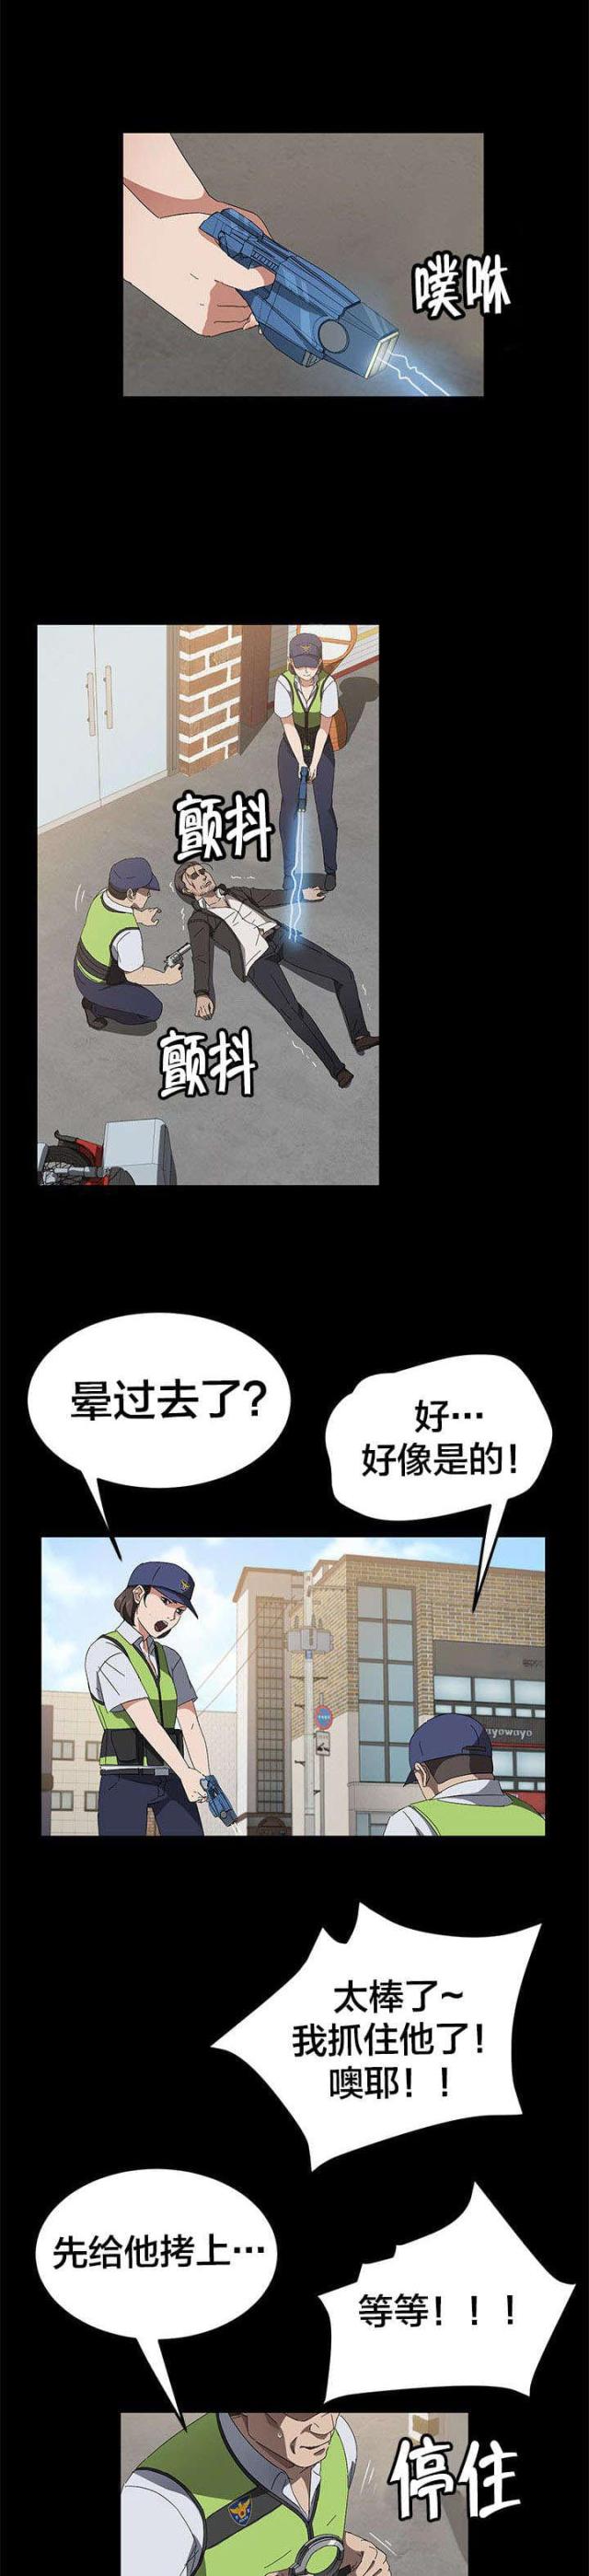 噗咻
颤抖
颤抖
晕过去了？
好…
好像是的！
yowayo
太棒了~
我抓住他了！
噢耶！！
先给他拷上…
等等！！！
停住